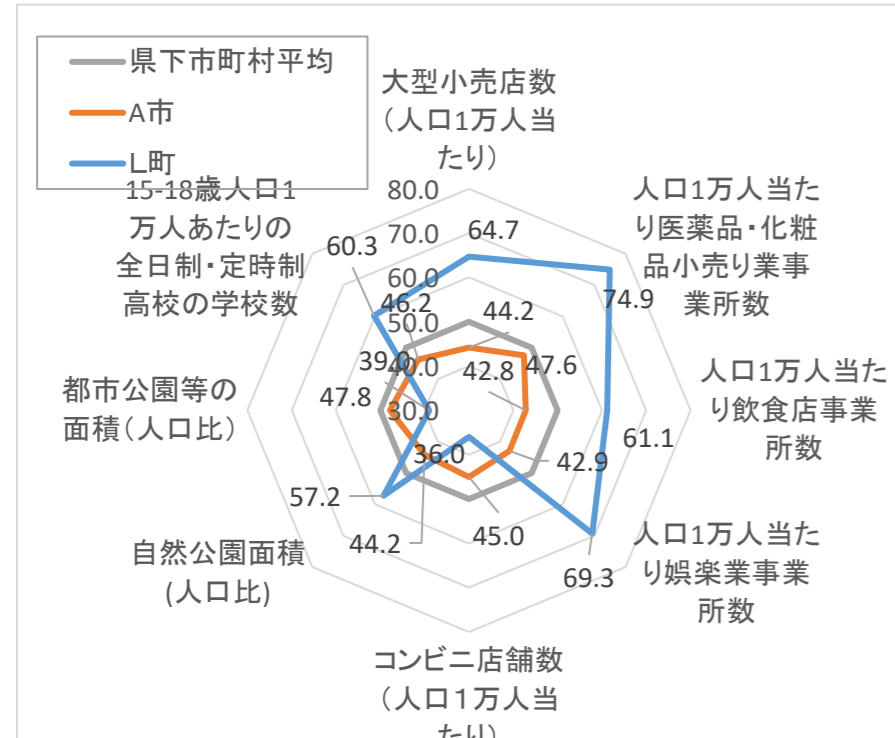 県下市町村平均
A市
L町
大型小売店数
（人口1万人当
たり）
人口1万人当た
り医薬品・化粧
品小売り業事
業所数
人口1万人当た
り飲食店事業
所数
人口1万人当た
り娯楽業事業
所数
コンビニ店舗数
（人口１万人当
たり）
自然公園面積
(人口比)
都市公園等の
面積（人口比）
15-18歳人口1
万人あたりの
全日制・定時制
高校の学校数
80.0
70.0
60.0
50.0
40.0
30.0
64.7
74.9
61.1
69.3
36.0
57.2
39.0
60.3
44.2
47.6
42.8
42.9
45.0
44.2
47.8
46.2